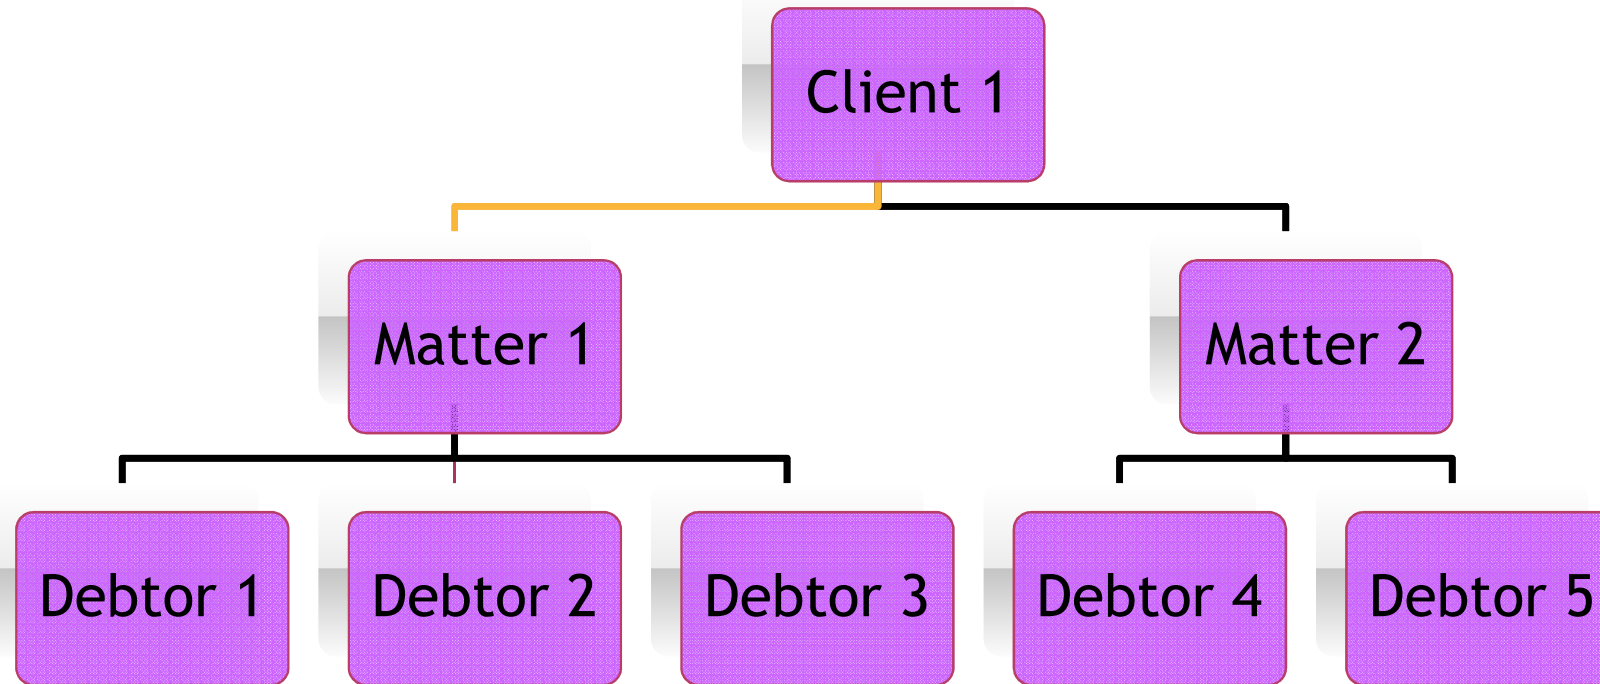 Client 1
Matter 1
Matter 2
Debtor 1
Debtor 2
Debtor 3
Debtor 4
Debtor 5